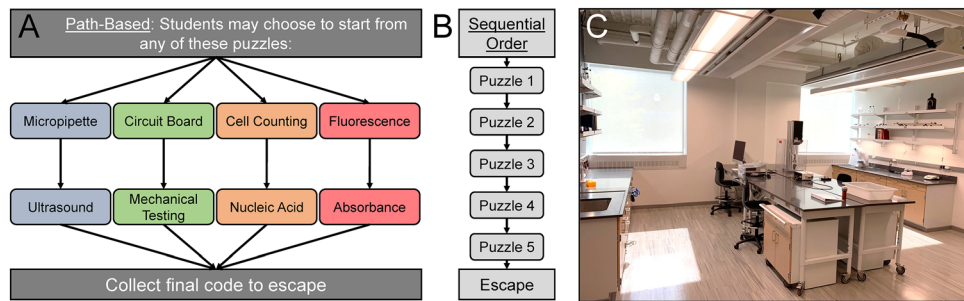 A
Path-Based: Students may choose to start from
any of these puzzles:
Micropipette
Circuit Board
Cell Counting
Fluorescence
Ultrasound
Mechanical
Testing
Nucleic Acid
Absorbance
Collect final code to escape
B
Sequential
Order
Puzzle 1
Puzzle 2
Puzzle 3
Puzzle 4
Puzzle 5
Escape
C